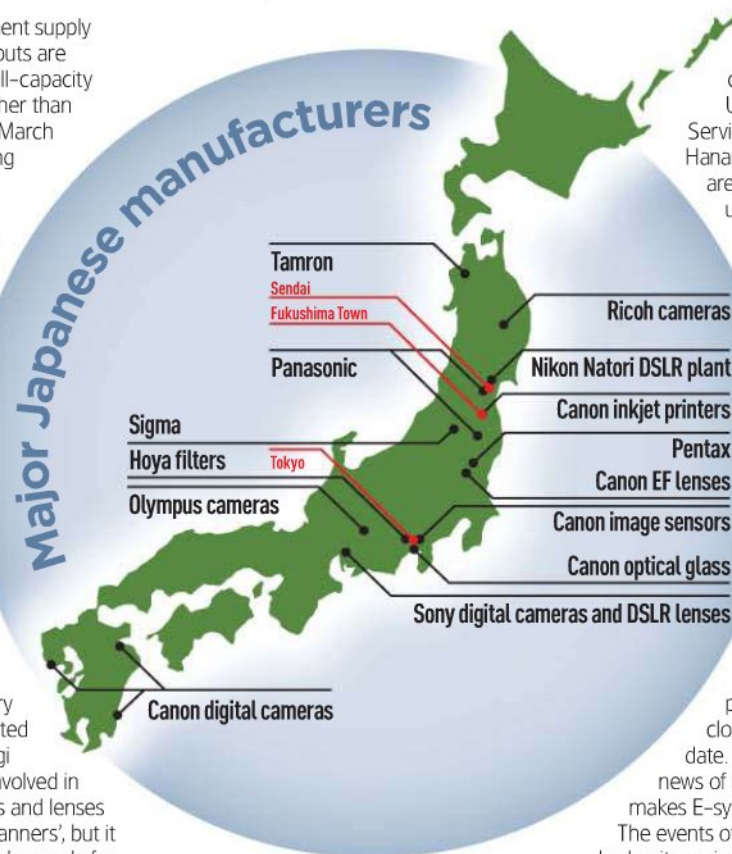 ent supply
outs are
ll-capacity
her than
March
ng
Major Japanese manufacturers
Servi
Hana
are
u
Tamron
Sendai
Fukushima Town
Panasonic
Sigma
Hoya filters
Tokyo
Olympus cameras
Ricoh cameras
Nikon Natori DSLR plant
Canon inkjet printers
Pentax
Canon EF lenses
Canon image sensors
Canon optical glass
Sony digital cameras and DSLR lenses
Canon digital cameras
ry
ted
gi
nvolved in
s and lenses
anners', but it
p
clo
date.
news of
makes E-sy
The events of